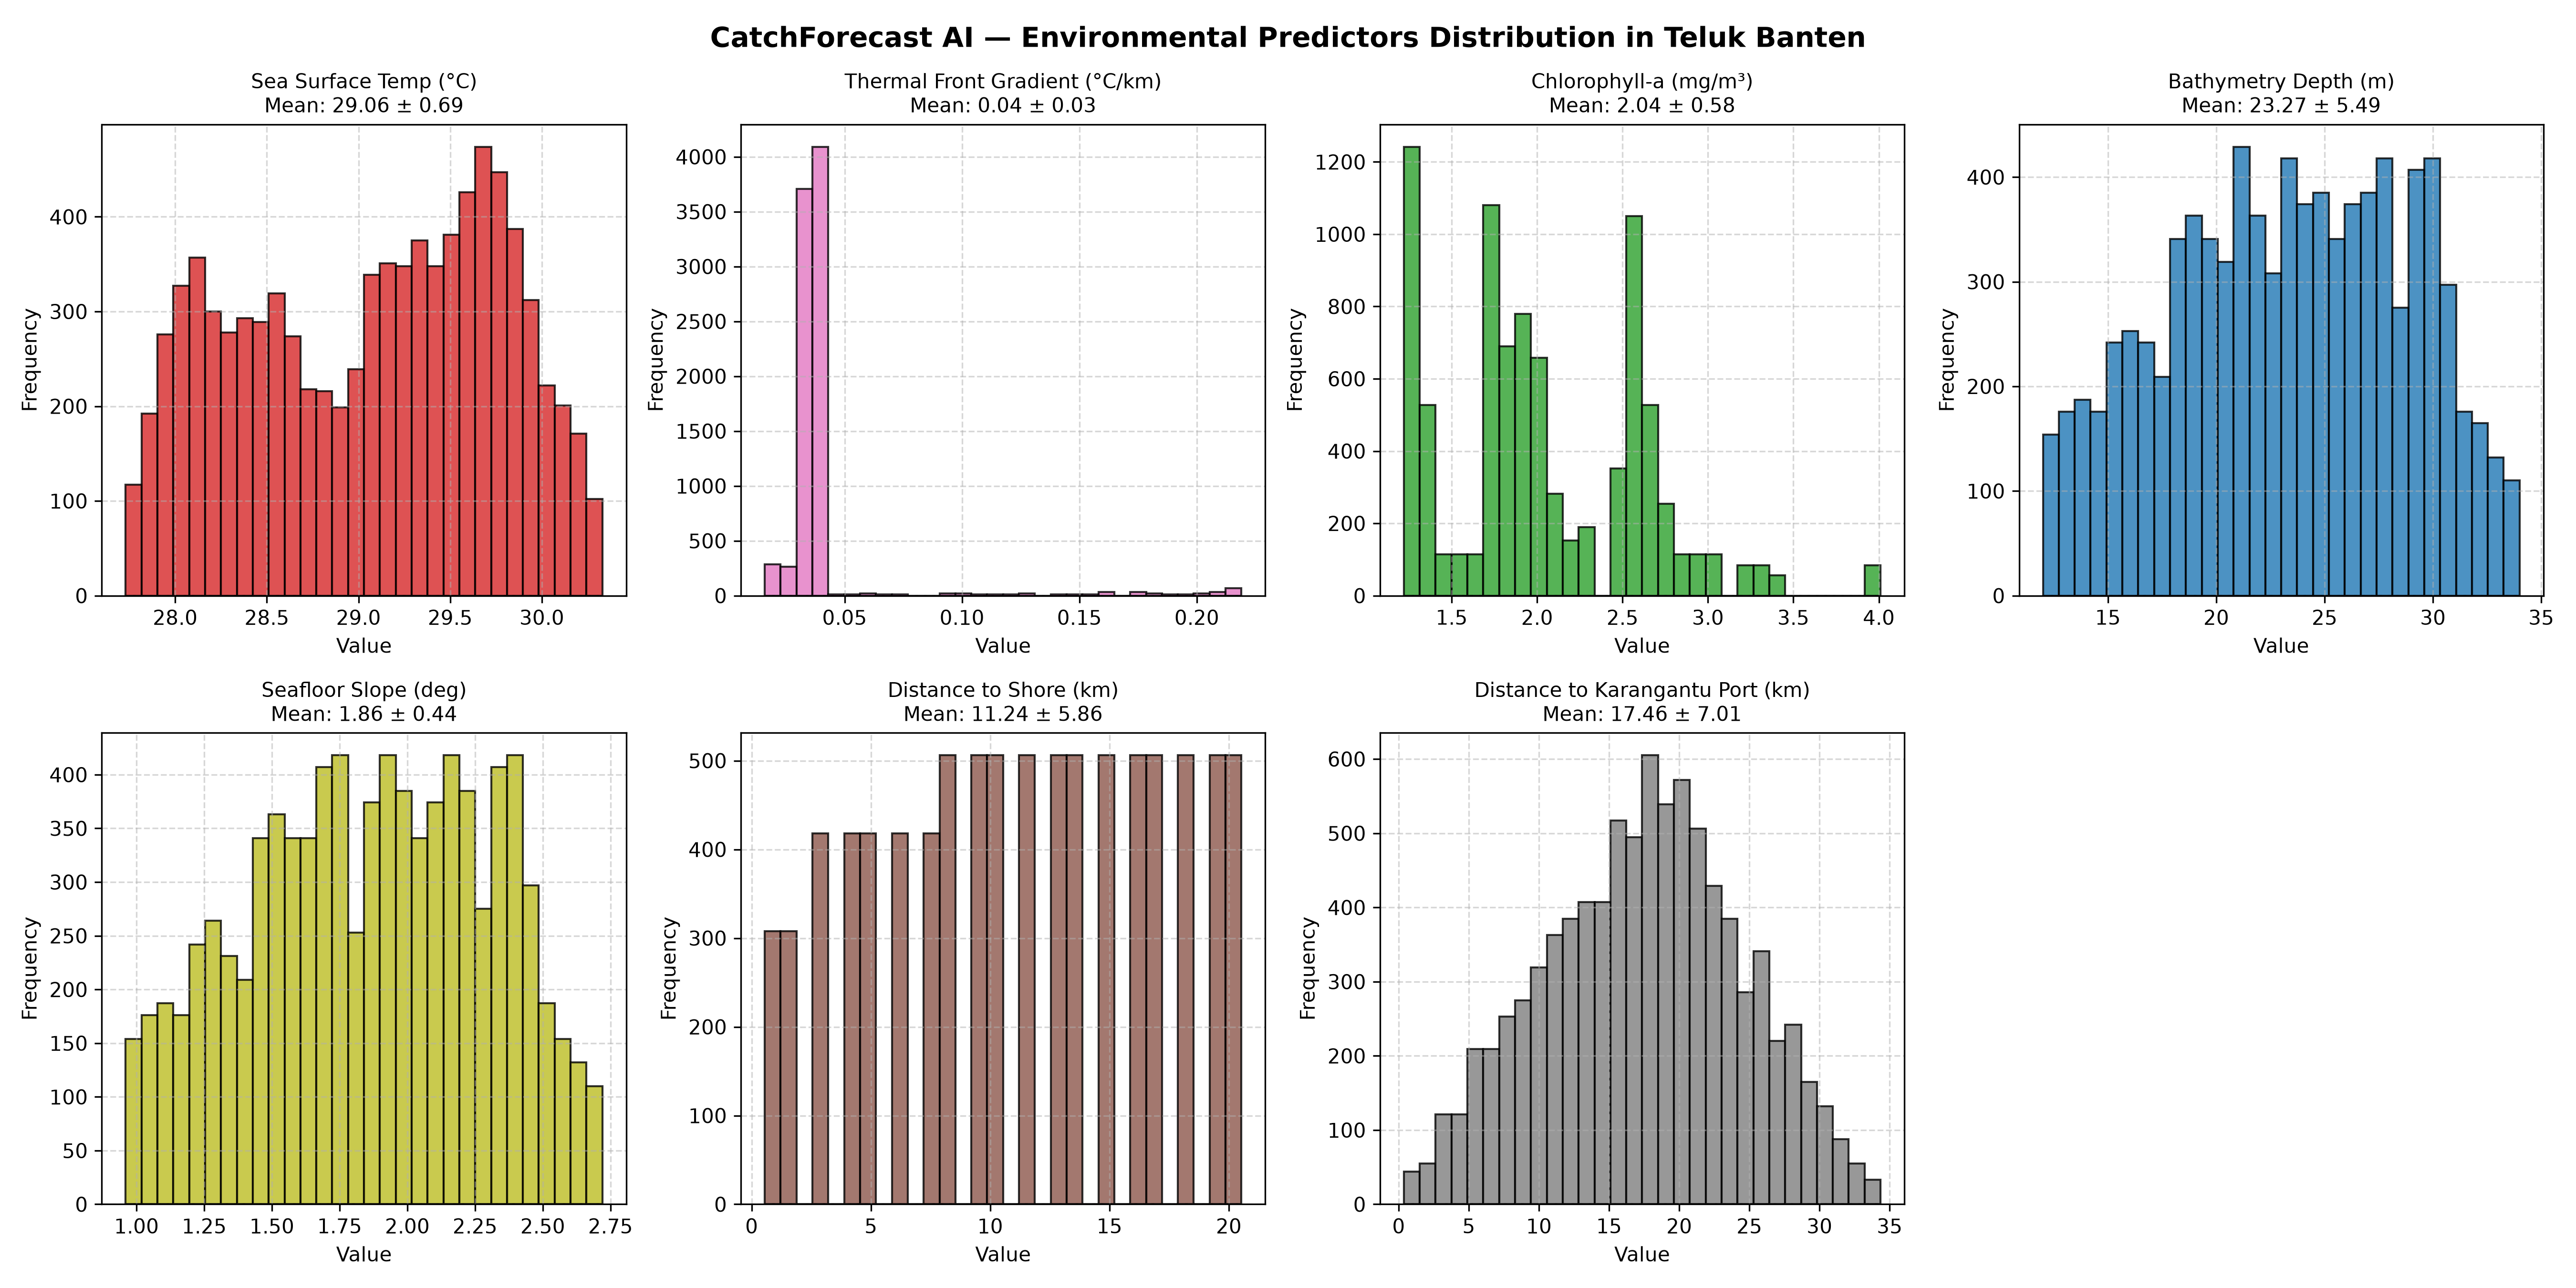 CatchForecast AI — Environmental Predictors Distribution in Teluk Banten
Sea Surface Temp (°C)
Mean: 29.06 ± 0.69
Frequency
400
300
200
100
0
28.0 28.5 29.0 29.5 30.0
Value
Thermal Front Gradient (°C/km)
Mean: 0.04 ± 0.03
Frequency
4000
3500
3000
2500
2000
1500
1000
500
0
0.05 0.10 0.15 0.20
Value
Chlorophyll-a (mg/m³)
Mean: 2.04 ± 0.58
Frequency
1200
1000
800
600
400
200
0
1.5 2.0 2.5 3.0 3.5 4.0
Value
Bathymetry Depth (m)
Mean: 23.27 ± 5.49
Frequency
400
300
200
100
0
15 20 25 30 35
Value
Seafloor Slope (deg)
Mean: 1.86 ± 0.44
Frequency
400
350
300
250
200
150
100
50
0
1.00 1.25 1.50 1.75 2.00 2.25 2.50 2.75
Value
Distance to Shore (km)
Mean: 11.24 ± 5.86
Frequency
500
400
300
200
100
0
0 5 10 15 20
Value
Distance to Karangantu Port (km)
Mean: 17.46 ± 7.01
Frequency
600
500
400
300
200
100
0
0 5 10 15 20 25 30 35
Value